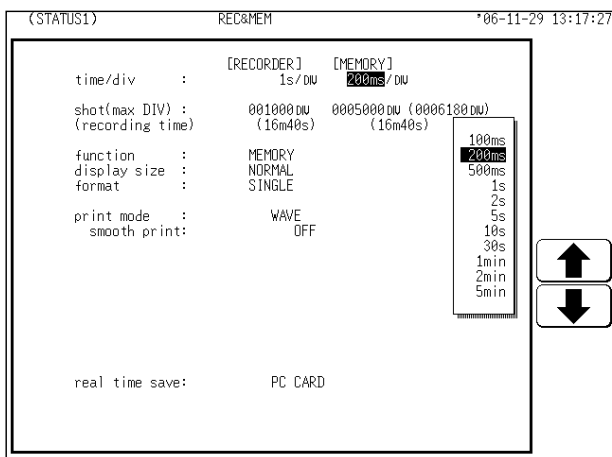 (STATUS1) REC&MEM '06-11-29 13:17:27
[RECORDER] [MEMORY]
time/div : 1s/DIV 200ms/DIV
shot(max DIV) : 001000DIV 0005000DIV (0006180DIV)
(recording time) (16m40s) (16m40s)
100ms
function : MEMORY 200ms
display size : NORMAL 500ms
format : SINGLE 1s
2s
print mode : WAVE 5s
smooth print: OFF 10s
30s
1min
2min
5min
real time save: PC CARD